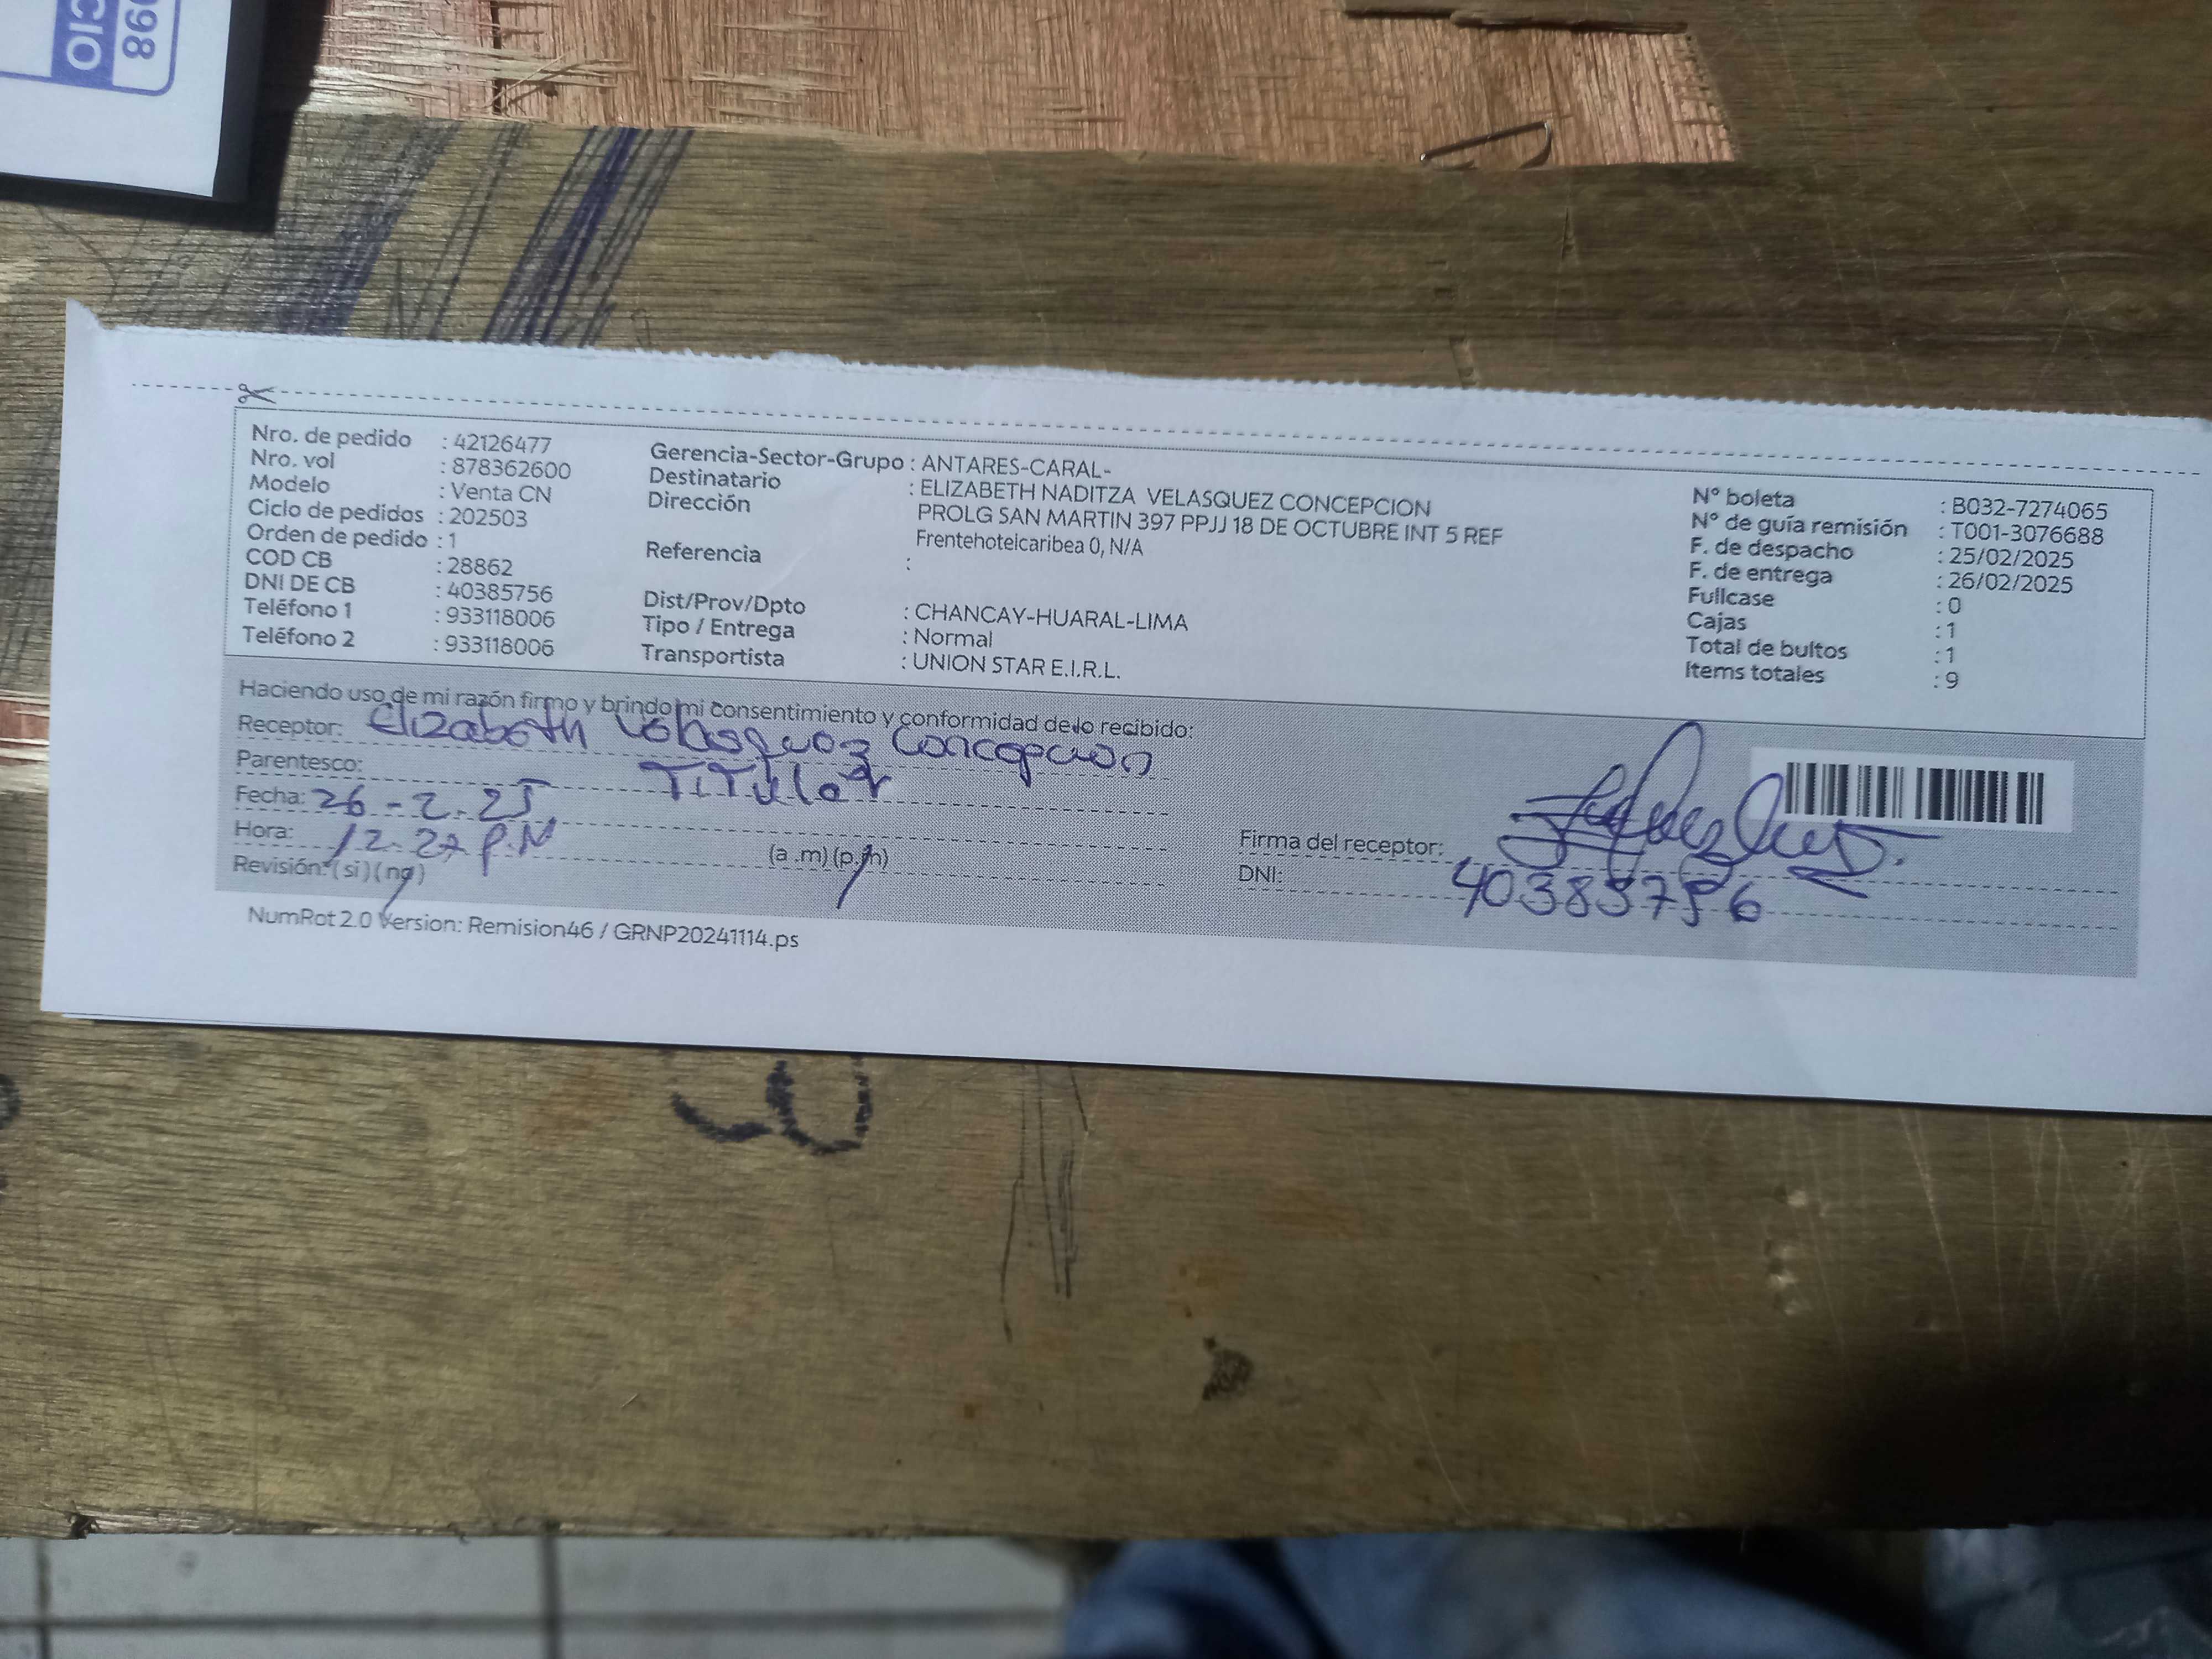 098
CIO
Nro. de pedido : 42126477
Nro. vol : 878362600
Modelo : Venta CN
Ciclo de pedidos : 202503
Orden de pedido : 1
COD CB : 28862
DNI DE CB : 40385756
Teléfono 1 : 933118006
Teléfono 2 : 933118006
Gerencia-Sector-Grupo : ANTARES-CARAL-
Destinatario : ELIZABETH NADITZA VELASQUEZ CONCEPCION
Dirección PROLG SAN MARTIN 397 PPJJ 18 DE OCTUBRE INT 5 REF
Frentehotelcaribea 0, N/A
Referencia :
Dist/Prov/Dpto : CHANCAY-HUARAL-LIMA
Tipo / Entrega : Normal
Transportista : UNION STAR E.I.R.L.
N° boleta : B032-7274065
N° de guía remisión : T001-3076688
F. de despacho : 25/02/2025
F. de entrega : 26/02/2025
Fullcase : 0
Cajas : 1
Total de bultos : 1
Items totales : 9
Haciendo uso de mi razón firmo y brindo mi consentimiento y conformidad de lo recibido:
Receptor: Elizabeth Velasquez Concepcion
Parentesco: Titular
Fecha: 26-2-25
Hora: 12:27 P.M (a .m) (p.m)
Revisión: (si) (no)
Firma del receptor:
DNI: 40385756
NumRot 2.0 Version: Remision46 / GRNP20241114.ps